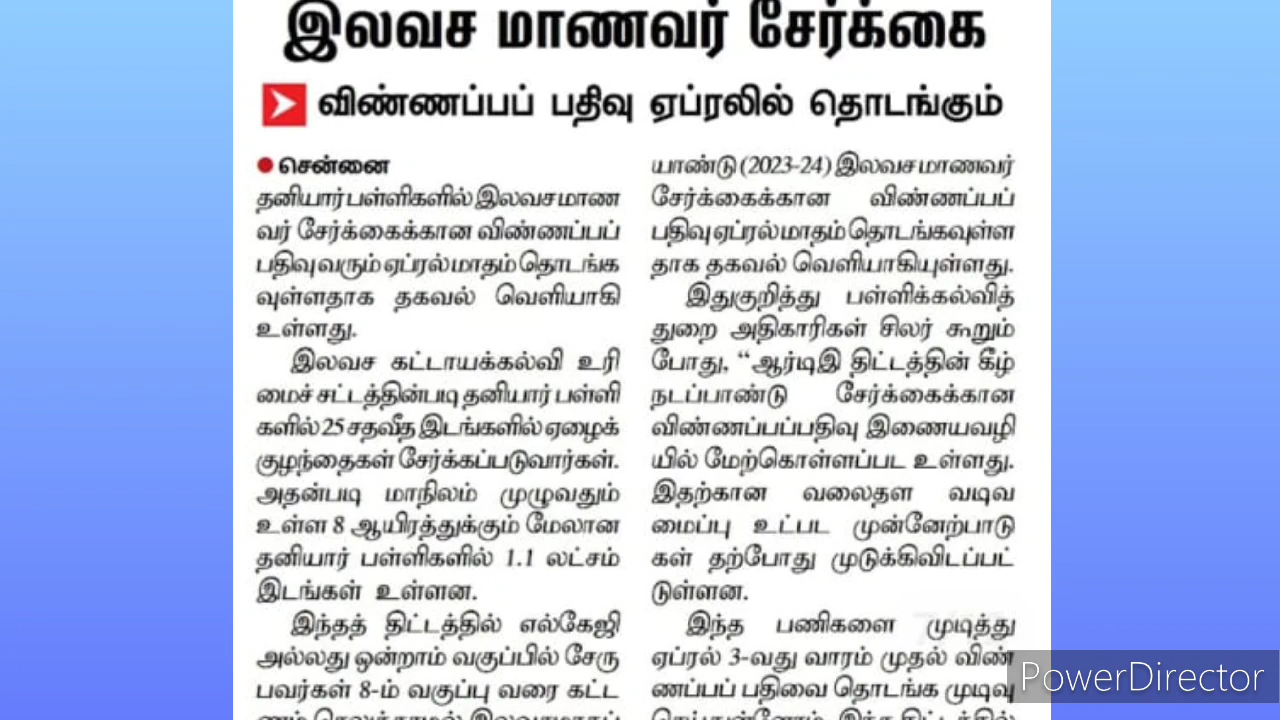 இலவச மாணவர் சேர்க்கை
விண்ணப்பப் பதிவு ஏப்ரலில் தொடங்கும்
சென்னை
தனியார் பள்ளிகளில் இலவச மாண
வர் சேர்க்கைக்கான விண்ணப்பப்
பதிவு வரும் ஏப்ரல் மாதம் தொடங்க
வுள்ளதாக தகவல் வெளியாகி
உள்ளது.
இலவச கட்டாயக்கல்வி உரி
மைச் சட்டத்தின்படி தனியார் பள்ளி
களில் 25 சதவீத இடங்களில் ஏழைக்
குழந்தைகள் சேர்க்கப்படுவார்கள்.
அதன்படி மாநிலம் முழுவதும்
உள்ள 8 ஆயிரத்துக்கும் மேலான
தனியார் பள்ளிகளில் 1.1 லட்சம்
இடங்கள் உள்ளன.
இந்தத் திட்டத்தில் எல்கேஜி
அல்லது ஒன்றாம் வகுப்பில் சேரு
பவர்கள் 8-ம் வகுப்பு வரை கட்ட
யாண்டு (2023-24) இலவச மாணவர்
சேர்க்கைக்கான விண்ணப்பப்
பதிவு ஏப்ரல் மாதம் தொடங்கவுள்ள
தாக தகவல் வெளியாகியுள்ளது.
இதுகுறித்து பள்ளிக்கல்வித்
துறை அதிகாரிகள் சிலர் கூறும்
போது, “ஆர்டிஇ திட்டத்தின் கீழ்
நடப்பாண்டு சேர்க்கைக்கான
விண்ணப்பப்பதிவு இணையவழி
யில் மேற்கொள்ளப்பட உள்ளது.
இதற்கான வலைதள வடிவ
மைப்பு உட்பட முன்னேற்பாடு
கள் தற்போது முடுக்கிவிடப்பட்
டுள்ளன.
இந்த பணிகளை முடித்து
ஏப்ரல் 3-வது வாரம் முதல் விண்
ணப்பப் பதிவை தொடங்க முடிவு
PowerDirector